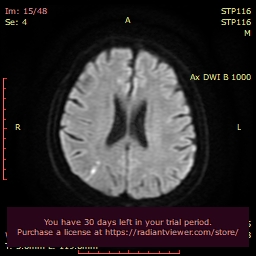 Im: 15/48
Se: 4
A
STP116
STP116
M
Ax DWI B 1000
R
L
You have 30 days left in your trial period.
Purchase a license at https://radiantviewer.com/store/